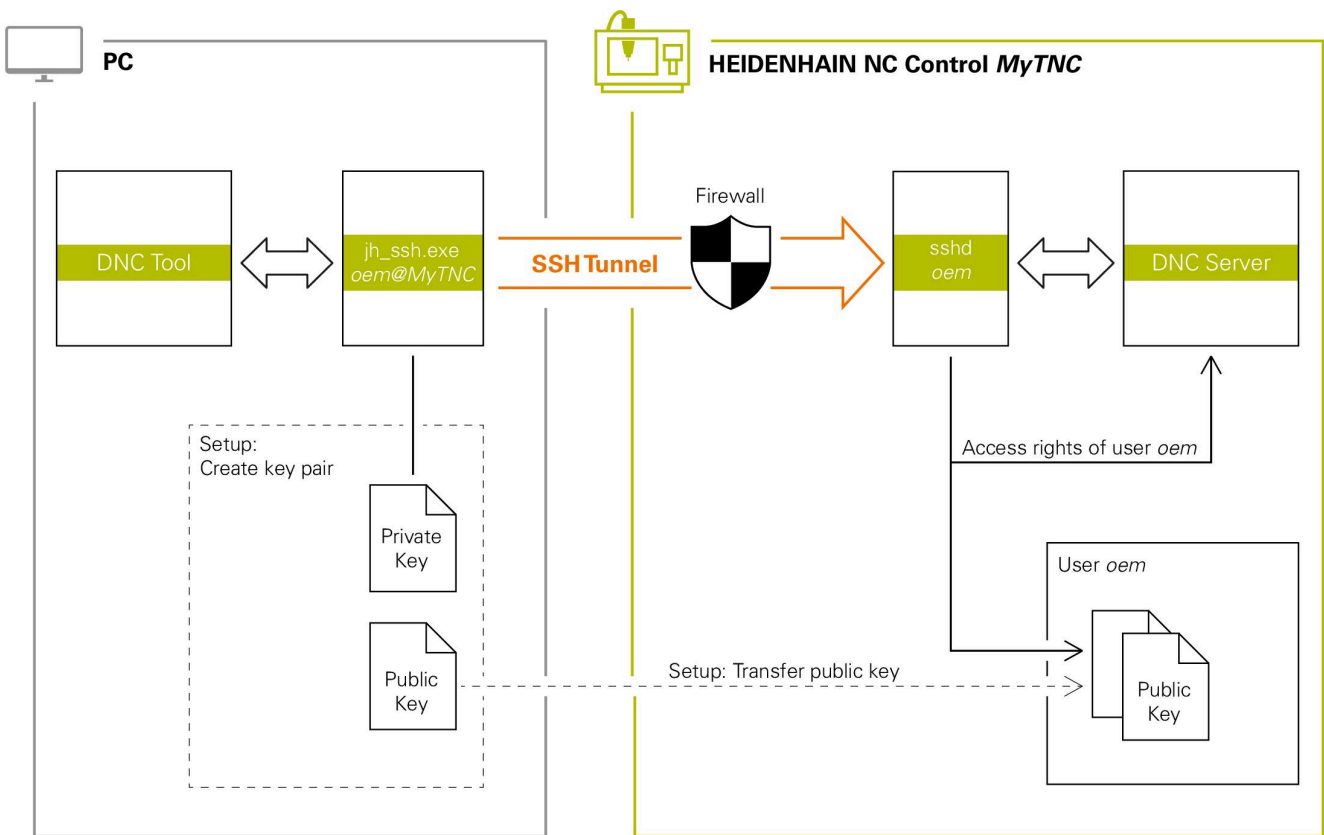 PC
HEIDENHAIN NC Control MyTNC
DNC Tool
jh_ssh.exe
oem@MyTNC
SSH Tunnel
Firewall
sshd
oem
DNC Server
Setup:
Create key pair
Private
Key
Public
Key
Access rights of user oem
Setup: Transfer public key
User oem
Public
Key